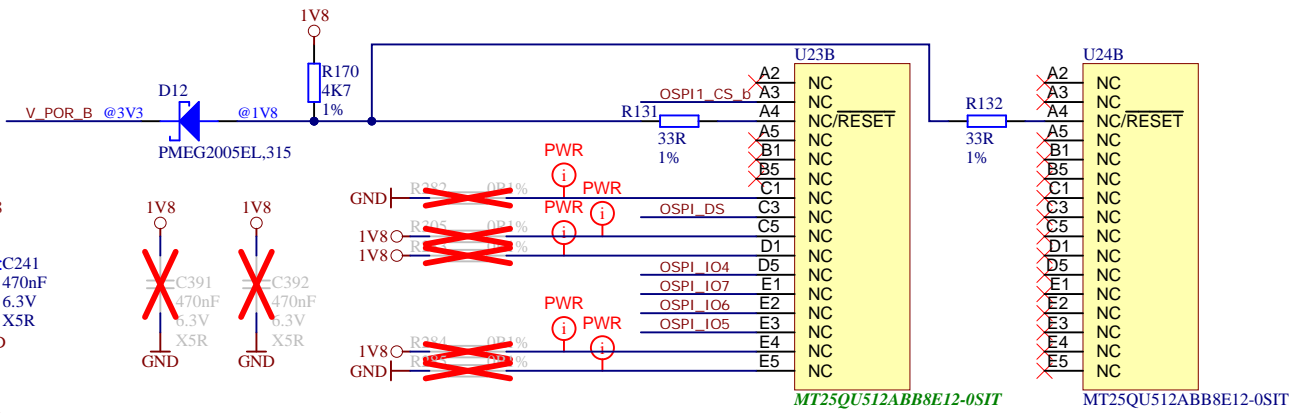 1V8
R170
4K7
1%
D12
V_POR_B @3V3
@1V8
PMEG2005EL,315
R131
33R
1%
R132
33R
1%
U23B
A2 NC
OSPI1_CS_b A3 NC
A4 NC/RESET
A5 NC
B1 NC
B5 NC
GND C1 NC
OSPI_DS C3 NC
1V8 C5 NC
1V8 D1 NC
OSPI_IO4 D5 NC
OSPI_IO7 E1 NC
OSPI_IO6 E2 NC
OSPI_IO5 E3 NC
1V8 E4 NC
GND E5 NC
MT25QU512ABB8E12-0SIT
PWR
i
PWR
i
PWR
i
PWR
i
PWR
i
U24B
A2 NC
A3 NC
A4 NC/RESET
A5 NC
B1 NC
B5 NC
C1 NC
C3 NC
C5 NC
D1 NC
D5 NC
E1 NC
E2 NC
E3 NC
E4 NC
E5 NC
MT25QU512ABB8E12-0SIT
C241
470nF
6.3V
X5R
1V8
C391
470nF
6.3V
X5R
GND
1V8
C392
470nF
6.3V
X5R
GND